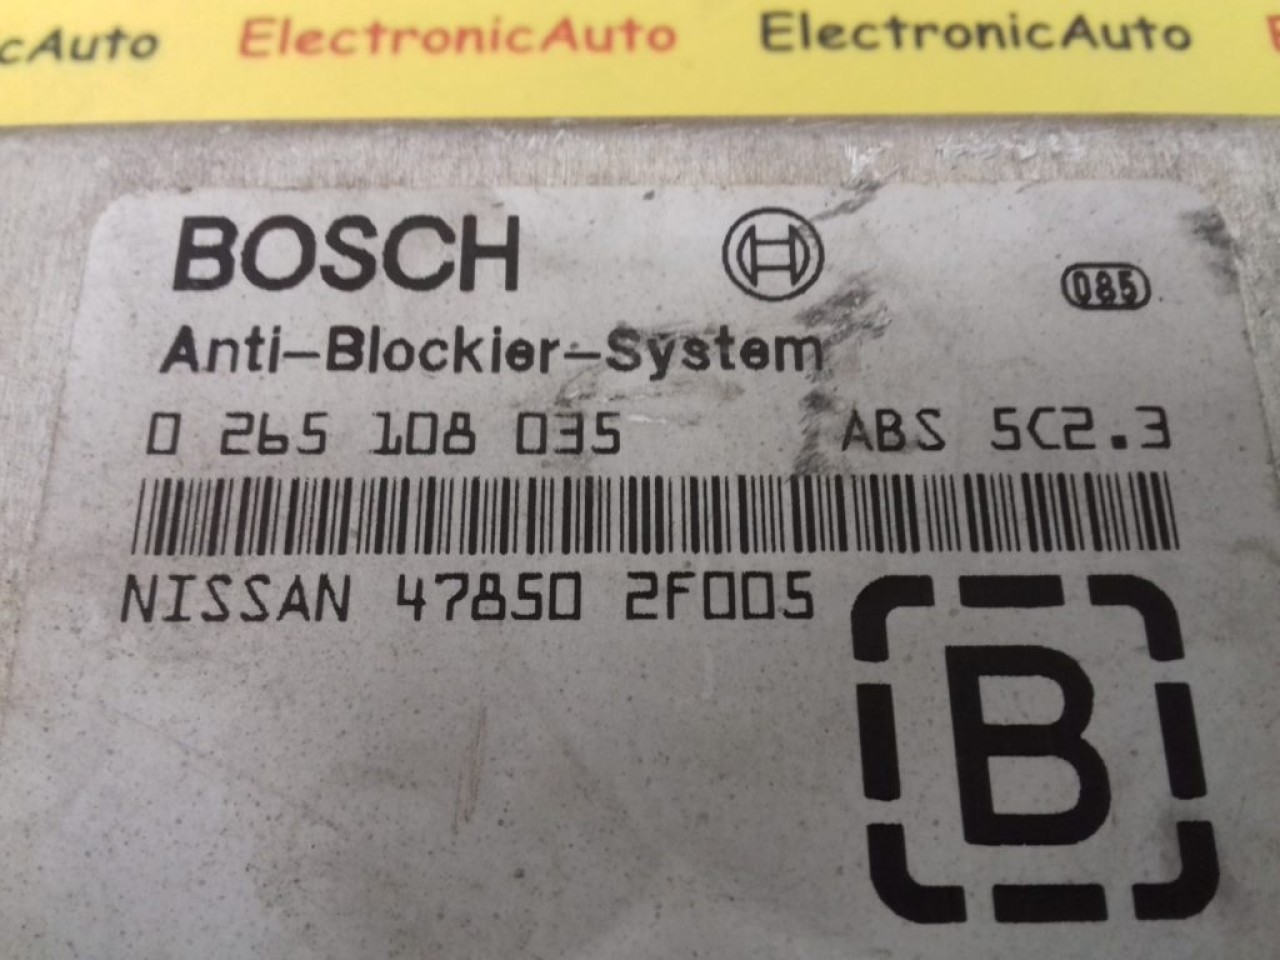 cAuto ElectronicAuto ElectronicAuto
BOSCH
085
Anti-Blockier-System
0 265 108 035 ABS 5C2.3
NISSAN 47850 2F005
B